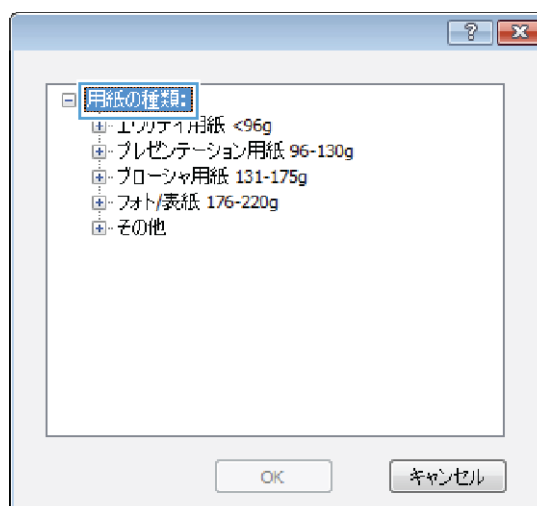 用紙の種類:
エヴリデイ用紙 <96g
プレゼンテーション用紙 96-130g
ブローシャ用紙 131-175g
フォト/表紙 176-220g
その他
OK
キャンセル